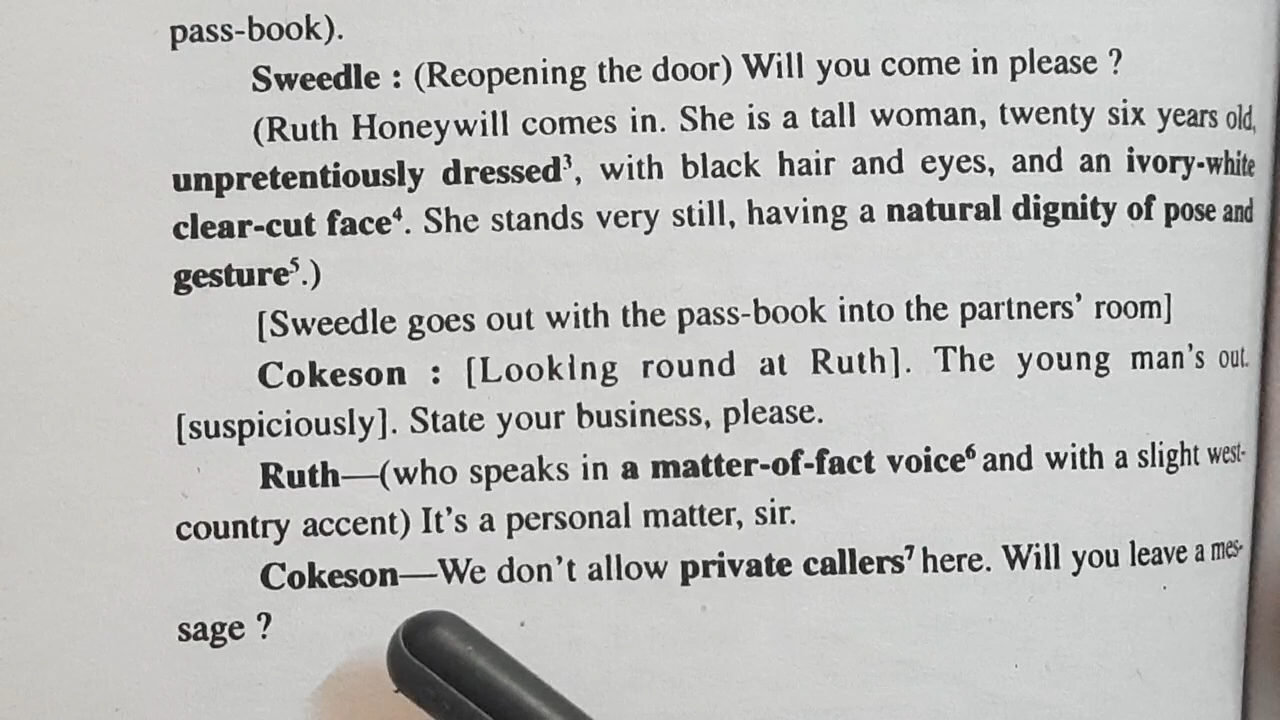 pass-book).
Sweedle : (Reopening the door) Will you come in please ?
(Ruth Honeywill comes in. She is a tall woman, twenty six years old,
unpretentiously dressed³, with black hair and eyes, and an ivory-white
clear-cut face⁴. She stands very still, having a natural dignity of pose and
gesture⁵.)
[Sweedle goes out with the pass-book into the partners’ room]
Cokeson : [Looking round at Ruth]. The young man’s out.
[suspiciously]. State your business, please.
Ruth—(who speaks in a matter-of-fact voice⁶ and with a slight west-
country accent) It’s a personal matter, sir.
Cokeson—We don’t allow private callers⁷ here. Will you leave a mes-
sage ?